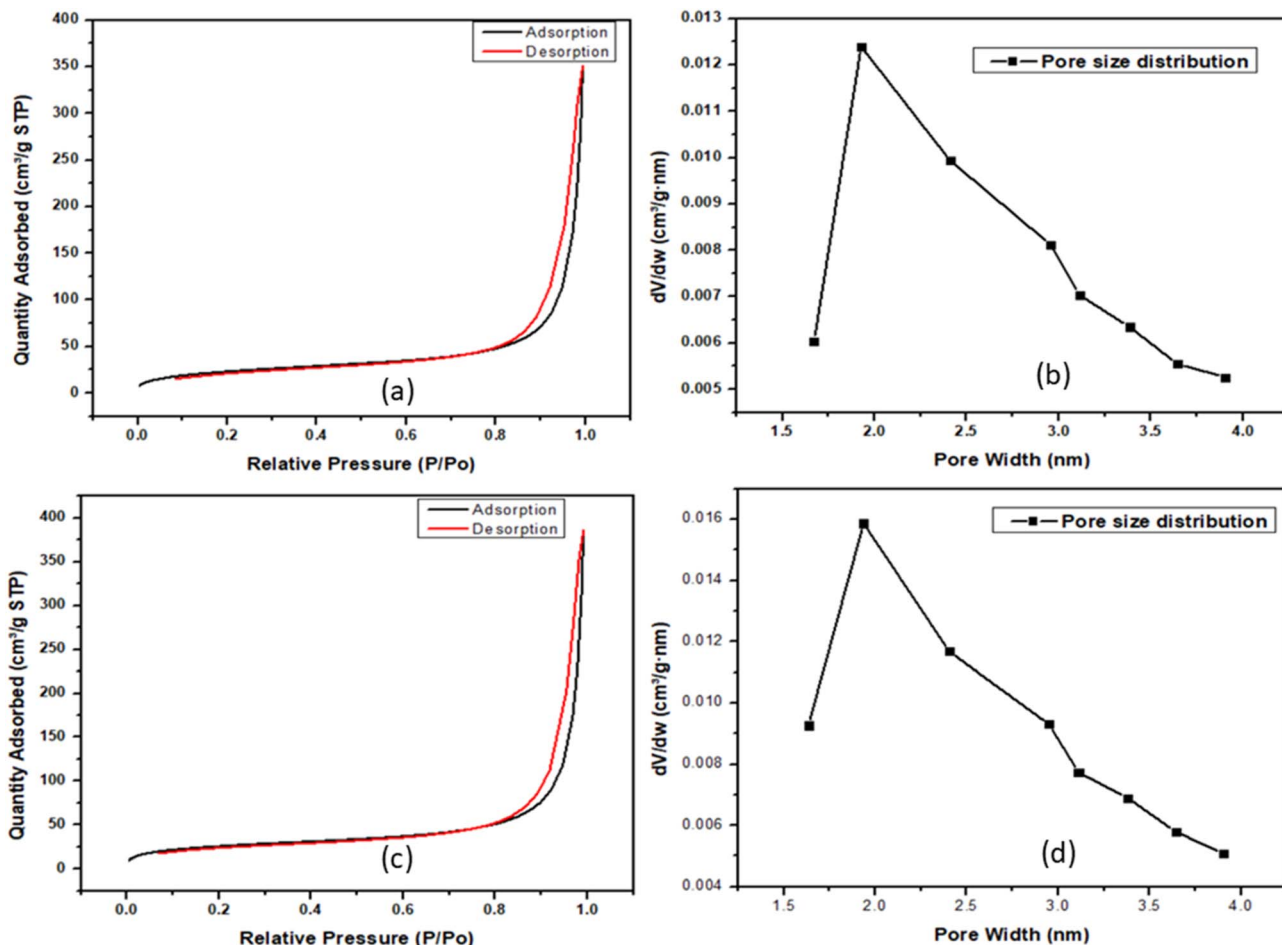 400
350
300
250
200
150
100
50
0
Quantity Adsorbed (cm³/g STP)
Adsorption
Desorption
(a)
0.0 0.2 0.4 0.6 0.8 1.0
Relative Pressure (P/Po)
0.013
0.012
0.011
0.010
0.009
0.008
0.007
0.006
0.005
dV/dw (cm³/g·nm)
Pore size distribution
(b)
1.5 2.0 2.5 3.0 3.5 4.0
Pore Width (nm)
400
350
300
250
200
150
100
50
0
Quantity Adsorbed (cm³/g STP)
Adsorption
Desorption
(c)
0.0 0.2 0.4 0.6 0.8 1.0
Relative Pressure (P/Po)
0.016
0.014
0.012
0.010
0.008
0.006
0.004
dV/dw (cm³/g·nm)
Pore size distribution
(d)
1.5 2.0 2.5 3.0 3.5 4.0
Pore Width (nm)